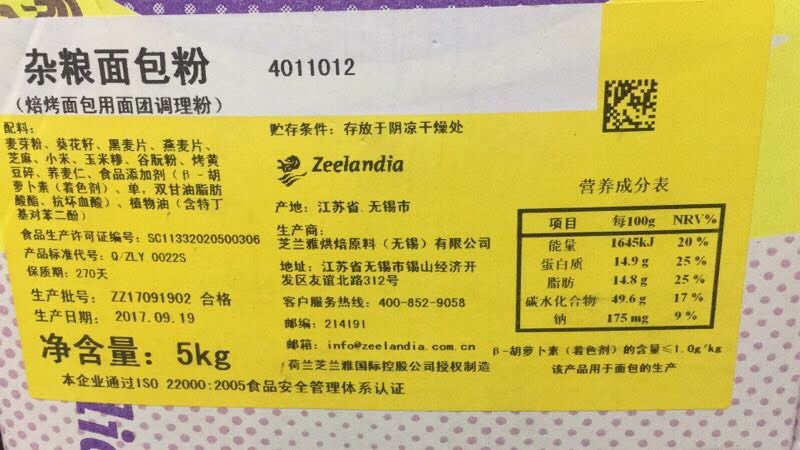 杂粮面包粉
4011012
（焙烤面包用面团调理粉）
配料：
麦芽粉、葵花籽、黑麦片、燕麦片、
芝麻、小米、玉米糁、谷朊粉、烤黄
豆碎、荞麦仁、食品添加剂（β-胡
萝卜素（着色剂）、单，双甘油脂肪
酸酯、抗坏血酸）、植物油（含特丁
基对苯二酚）
食品生产许可证编号：SC11332020500306
产品标准代号：Q/ZLY 0022S
保质期：270天
生产批号：ZZ17091902 合格
生产日期：2017.09.19
净含量：5kg
本企业通过ISO 22000:2005食品安全管理体系认证
贮存条件：存放于阴凉干燥处
Zeelandia
产地：江苏省.无锡市
生产商：
芝兰雅烘焙原料（无锡）有限公司
地址：江苏省无锡市锡山经济开
发区友谊北路312号
客户服务热线：400-852-9058
邮编：214191
邮箱：info@zeelandia.com.cn
荷兰芝兰雅国际控股公司授权制造
营养成分表
项目 每100g NRV%
能量 1645kJ 20%
蛋白质 14.9 g 25%
脂肪 14.8 g 25%
碳水化合物 49.6 g 17%
钠 175 mg 9%
β-胡萝卜素（着色剂）的含量≤1.0g/kg
该产品用于面包的生产